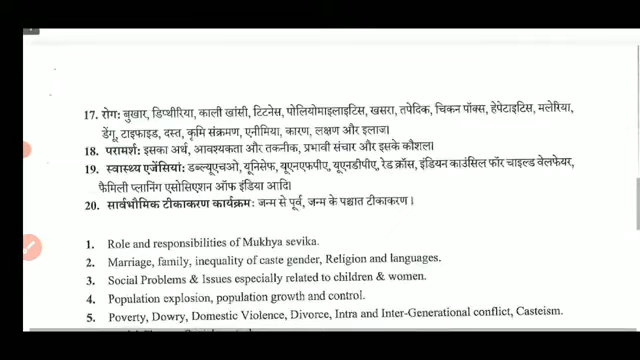 17. रोग: बुखार, डिप्थीरिया, काली खांसी, टिटनेस, पोलियोमाइलाइटिस, खसरा, तपेदिक, चिकन पॉक्स, हेपेटाइटिस, मलेरिया,
डेंगू, टाइफाइड, दस्त, कृमि संक्रमण, एनीमिया, कारण, लक्षण और इलाज।
18. परामर्श: इसका अर्थ, आवश्यकता और तकनीक, प्रभावी संचार और इसके कौशल।
19. स्वास्थ्य एजेंसियां: डब्ल्यूएचओ, यूनिसेफ, यूएनएफपीए, यूएनडीपीए, रेड क्रॉस, इंडियन काउंसिल फॉर चाइल्ड वेलफेयर,
फैमिली प्लानिंग एसोसिएशन ऑफ इंडिया आदि।
20. सार्वभौमिक टीकाकरण कार्यक्रम: जन्म से पूर्व, जन्म के पश्चात टीकाकरण।
1. Role and responsibilities of Mukhya sevika.
2. Marriage, family, inequality of caste gender, Religion and languages.
3. Social Problems & Issues especially related to children & women.
4. Population explosion, population growth and control.
5. Poverty, Dowry, Domestic Violence, Divorce, Intra and Inter-Generational conflict, Casteism.